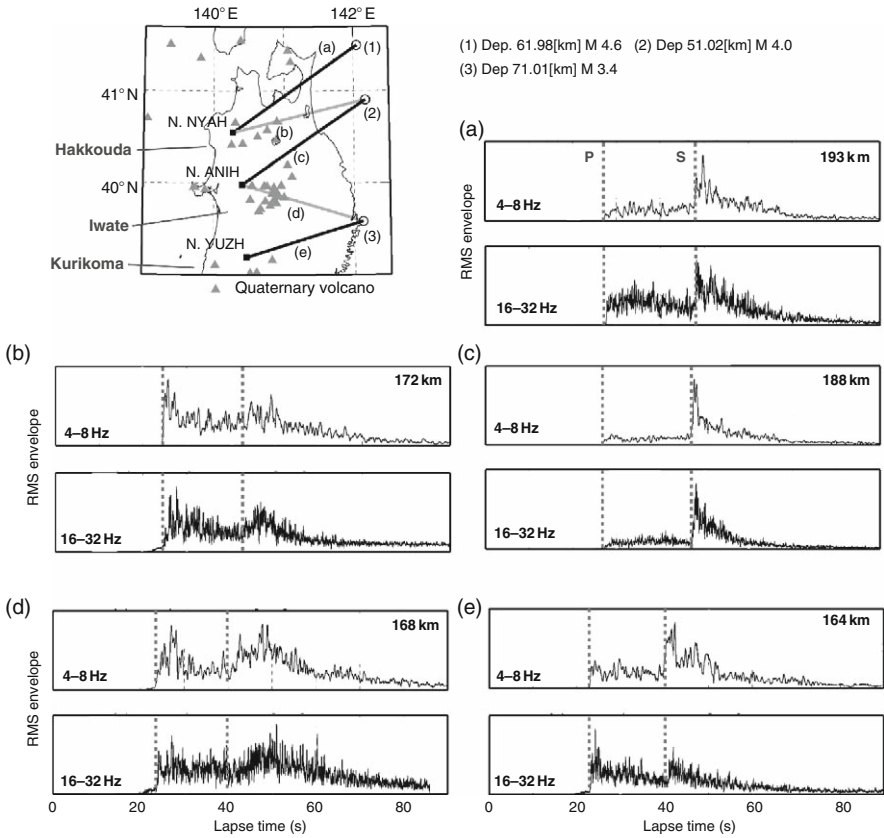 140° E 142° E
(a) (1)
41° N
(2)
N. NYAH
(b)
Hakkouda
(c)
N. ANIH
40° N
(d)
Iwate
(3)
N. YUZH
(e)
Kurikoma
Quaternary volcano
(1) Dep. 61.98[km] M 4.6 (2) Dep 51.02[km] M 4.0
(3) Dep 71.01[km] M 3.4
(a)
P S 193 km
4–8 Hz
16–32 Hz
RMS envelope
(b)
172 km
4–8 Hz
16–32 Hz
RMS envelope
(c)
188 km
4–8 Hz
16–32 Hz
(d)
168 km
4–8 Hz
16–32 Hz
RMS envelope
0 20 40 60 80
Lapse time (s)
(e)
164 km
4–8 Hz
16–32 Hz
0 20 40 60 80
Lapse time (s)